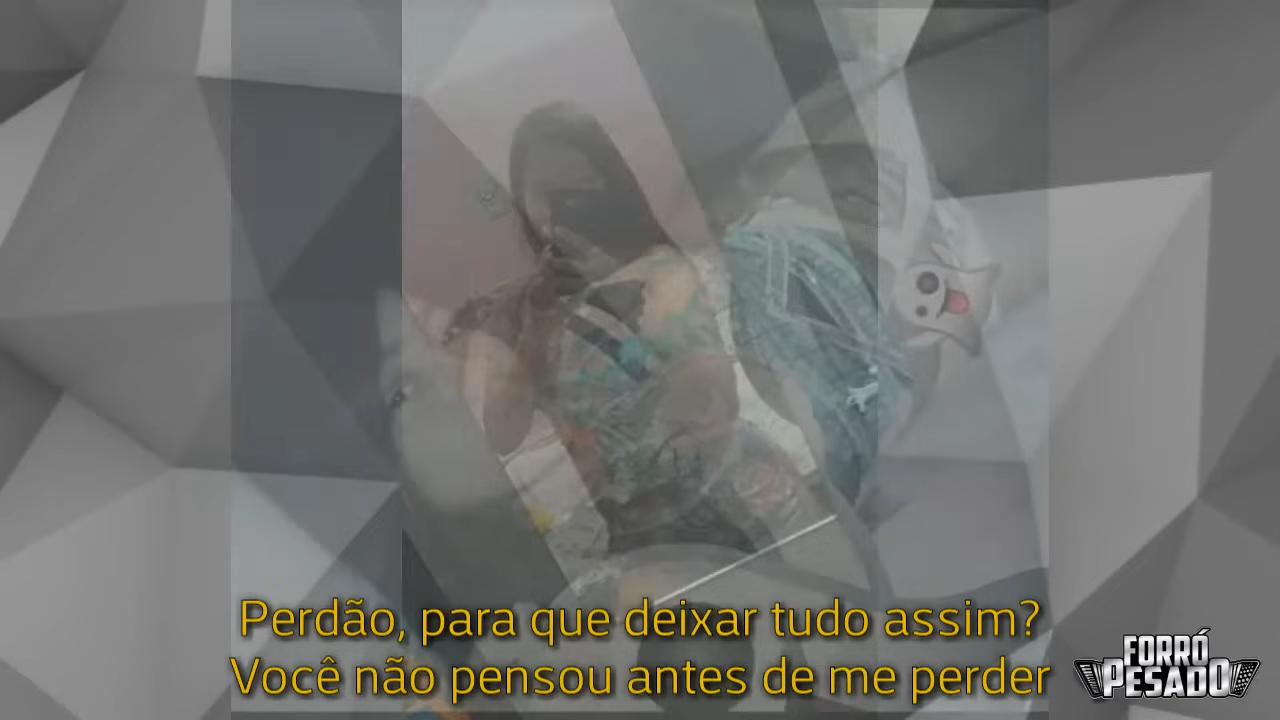 Perdão, para que deixar tudo assim?
Você não pensou antes de me perder
FORRÓ
PESADO